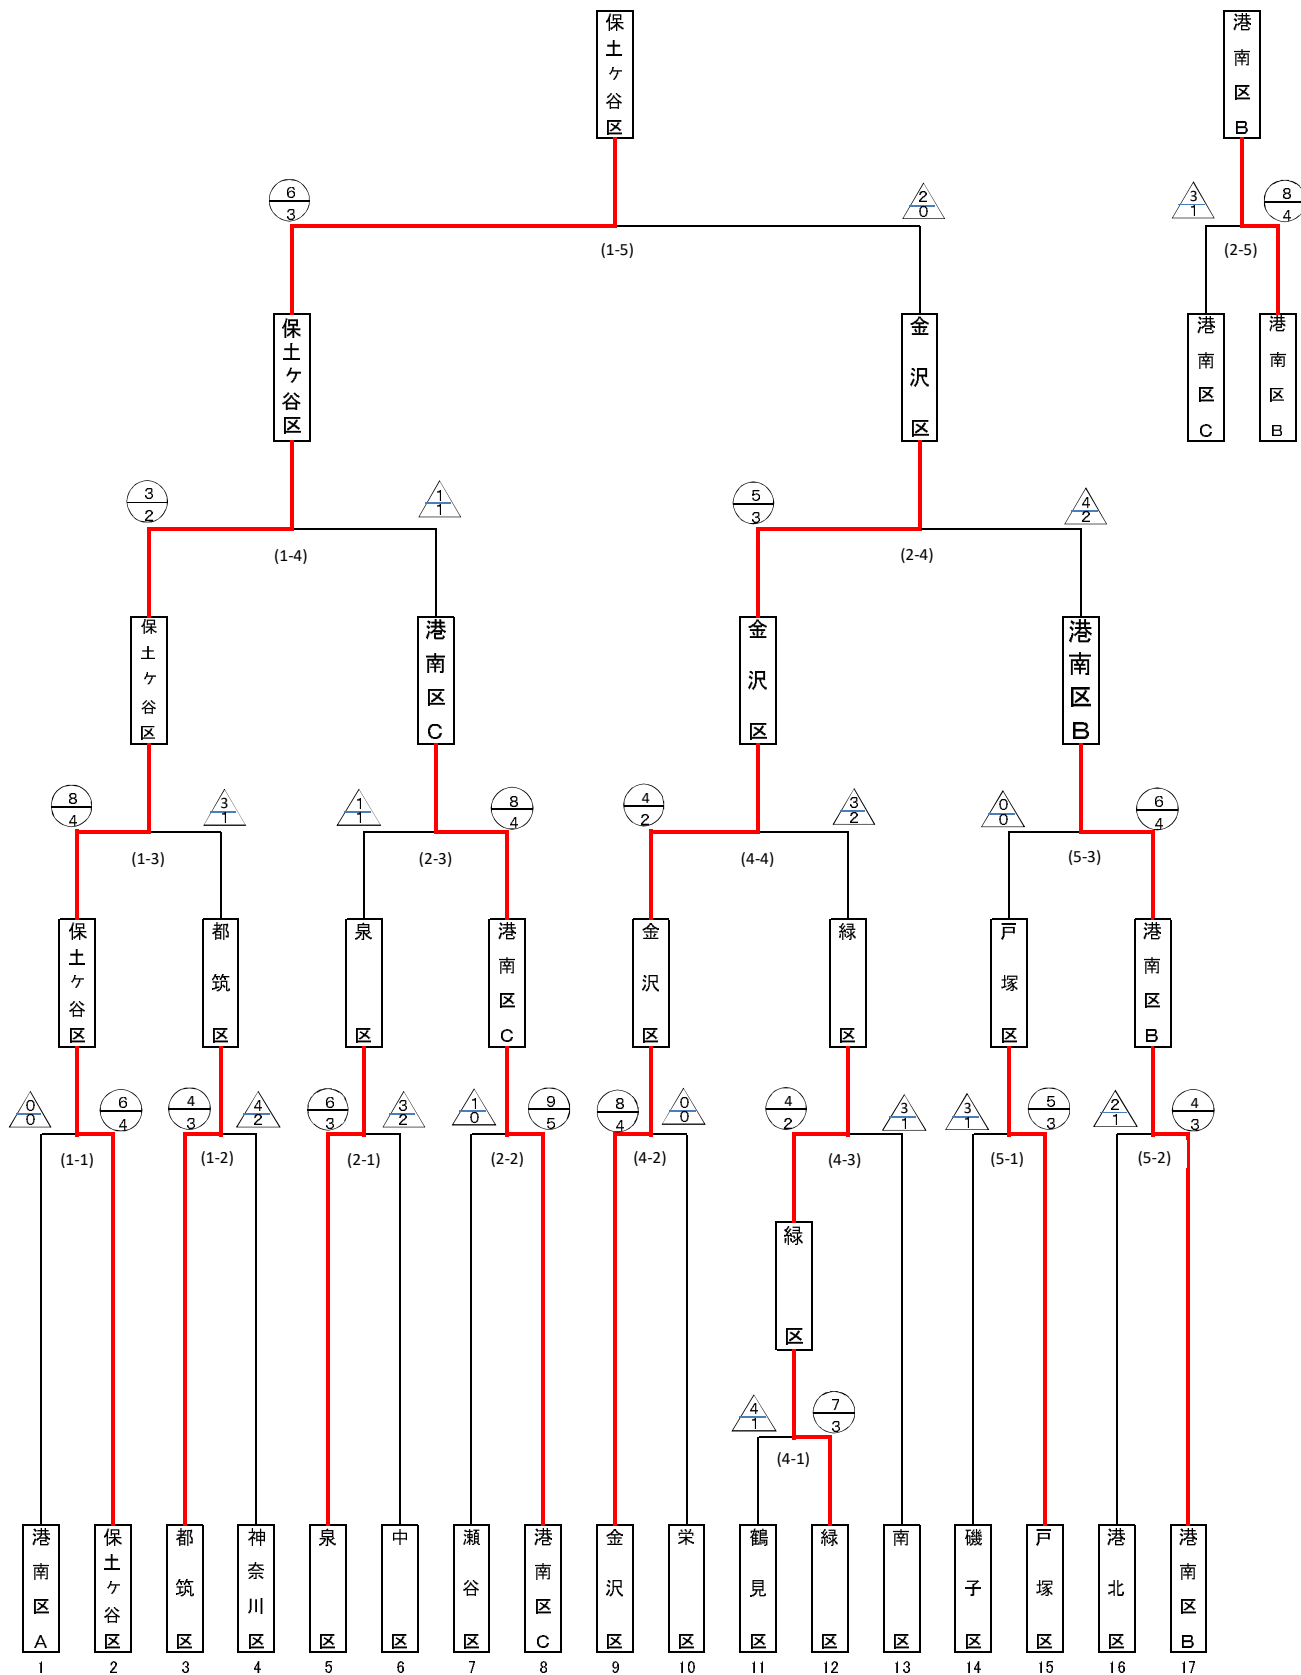 保土ヶ谷区
港南区B
6
3
2
0
3
1
8
4
(1-5)
(2-5)
保土ヶ谷区
金沢区
港南区C
港南区B
3
2
1
1
5
3
4
2
(1-4)
(2-4)
保土ヶ谷区
港南区C
金沢区
港南区B
8
4
3
1
1
1
8
4
4
2
3
2
0
0
6
4
(1-3)
(2-3)
(4-4)
(5-3)
保土ヶ谷区
都筑区
泉区
港南区C
金沢区
緑区
戸塚区
港南区B
0
0
6
4
4
3
4
2
6
3
3
2
1
0
9
5
8
4
0
0
4
2
3
1
3
1
5
3
2
1
4
3
(1-1)
(1-2)
(2-1)
(2-2)
(4-2)
(4-3)
(5-1)
(5-2)
緑区
4
1
7
3
(4-1)
港南区A
保土ヶ谷区
都筑区
神奈川区
泉区
中区
瀬谷区
港南区C
金沢区
栄区
鶴見区
緑区
南区
磯子区
戸塚区
港北区
港南区B
1 2 3 4 5 6 7 8 9 10 11 12 13 14 15 16 17